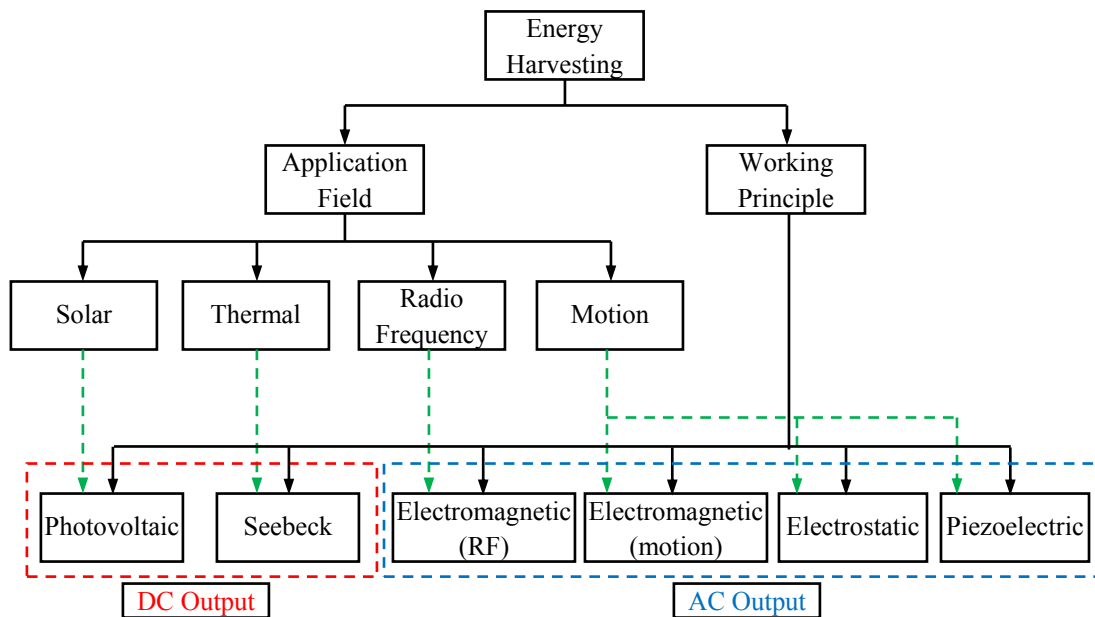 Energy
Harvesting
Application
Field
Working
Principle
Solar
Thermal
Radio
Frequency
Motion
Photovoltaic
Seebeck
Electromagnetic
(RF)
Electromagnetic
(motion)
Electrostatic
Piezoelectric
DC Output
AC Output